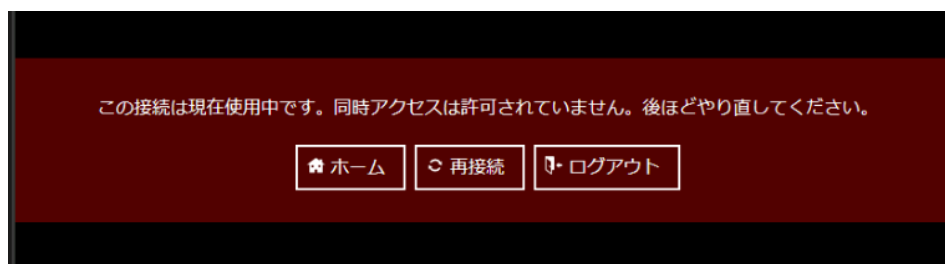 この接続は現在使用中です。同時アクセスは許可されていません。後ほどやり直してください。
ホーム 再接続 ログアウト